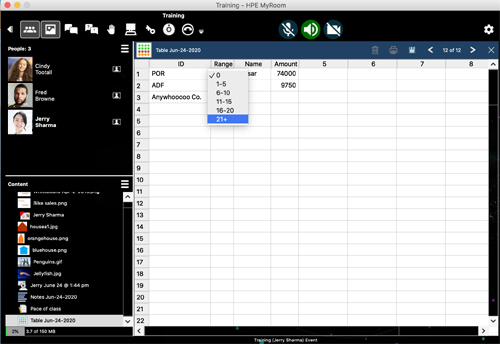 Training - HPE MyRoom
Training
People: 3
Cindy
Tootall
Fred
Browne
Jerry
Sharma
Content
Jlike sales.png
Jerry Sharma
housea1.jpg
orangehouse.png
bluehouse.png
Penguins.gif
Jellyfish.jpg
Jerry June 24 @ 1:44 pm
Notes Jun-24-2020
Pace of class
Table Jun-24-2020
2% 3.7 of 150 MB
Table Jun-24-2020 12 of 12
ID Range Name Amount 5 6 7 8
1 POR sar 74000
2 ADF 9750
3 Anywhooooo Co.
4
5
6
7
8
9
10
11
12
13
14
15
16
17
18
19
20
21
22
✓ 0
1-5
6-10
11-15
16-20
21+
Training (Jerry Sharma) Event